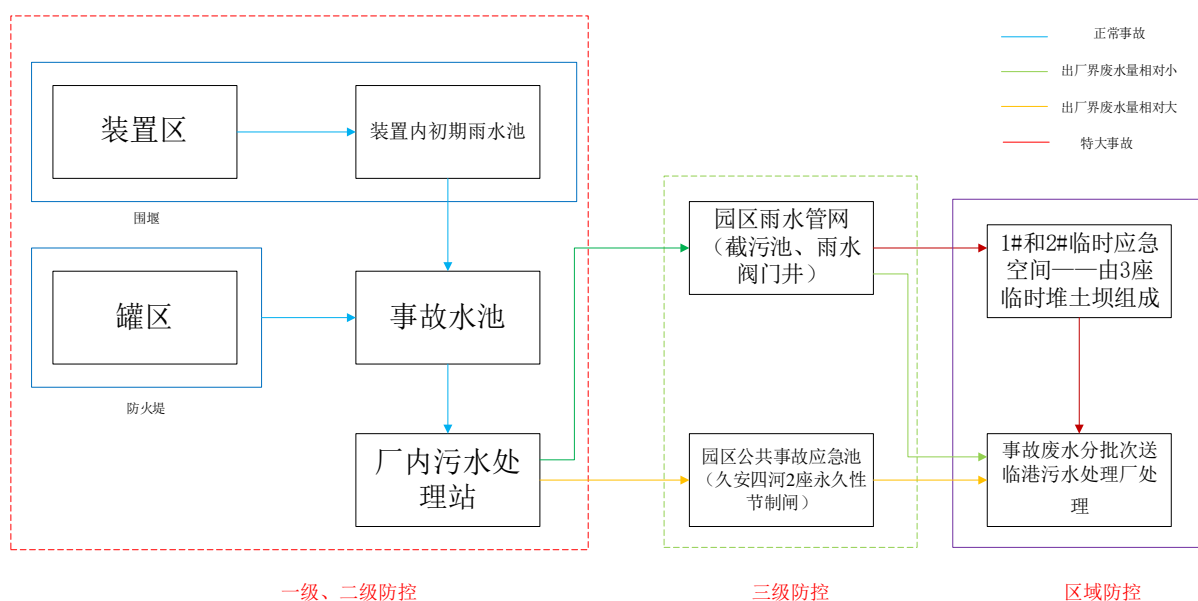 正常事故
出厂界废水量相对小
出厂界废水量相对大
特大事故
装置区
装置内初期雨水池
围堰
罐区
事故水池
防火堤
厂内污水处
理站
园区雨水管网
（截污池、雨水
阀门井）
园区公共事故应急池
（久安四河2座永久性
节制闸）
1#和2#临时应急
空间——由3座
临时堆土坝组成
事故废水分批次送
临港污水处理厂处
理
一级、二级防控
三级防控
区域防控